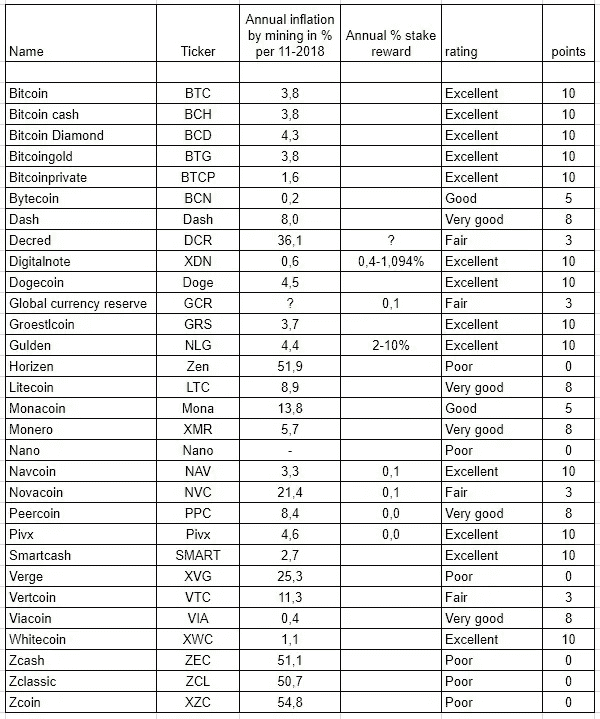 Name Ticker Annual inflation by mining in % per 11-2018 Annual % stake reward rating points
Bitcoin BTC 3,8 Excellent 10
Bitcoin cash BCH 3,8 Excellent 10
Bitcoin Diamond BCD 4,3 Excellent 10
Bitcoingold BTG 3,8 Excellent 10
Bitcoinprivate BTCP 1,6 Excellent 10
Bytecoin BCN 0,2 Good 5
Dash Dash 8,0 Very good 8
Decred DCR 36,1 ? Fair 3
Digitalnote XDN 0,6 0,4-1,094% Excellent 10
Dogecoin Doge 4,5 Excellent 10
Global currency reserve GCR ? 0,1 Fair 3
Groestlcoin GRS 3,7 Excellent 10
Gulden NLG 4,4 2-10% Excellent 10
Horizen Zen 51,9 Poor 0
Litecoin LTC 8,9 Very good 8
Monacoin Mona 13,8 Good 5
Monero XMR 5,7 Very good 8
Nano Nano - Poor 0
Navcoin NAV 3,3 0,1 Excellent 10
Novacoin NVC 21,4 0,1 Fair 3
Peercoin PPC 8,4 0,0 Very good 8
Pivx Pivx 4,6 0,0 Excellent 10
Smartcash SMART 2,7 Excellent 10
Verge XVG 25,3 Poor 0
Vertcoin VTC 11,3 Fair 3
Viacoin VIA 0,4 Very good 8
Whitecoin XWC 1,1 Excellent 10
Zcash ZEC 51,1 Poor 0
Zclassic ZCL 50,7 Poor 0
Zcoin XZC 54,8 Poor 0